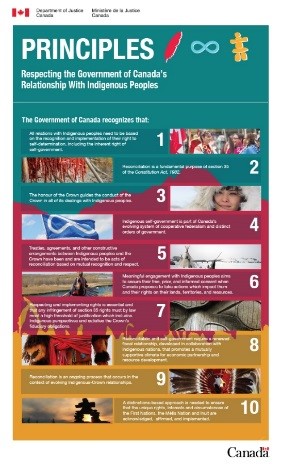 Department of Justice Ministère de la Justice
Canada Canada
PRINCIPLES
Respecting the Government of Canada's
Relationship With Indigenous Peoples
The Government of Canada recognizes that:
All relations with Indigenous peoples need to be based
on the recognition and implementation of their right to
self-determination, including the inherent right of
self-government.
1
Reconciliation is a fundamental purpose of section 35
of the Constitution Act, 1982.
2
The honour of the Crown guides the conduct of the
Crown in all of its dealings with Indigenous peoples.
3
Indigenous self-government is part of Canada's
evolving system of cooperative federalism and distinct
orders of government.
4
Treaties, agreements, and other constructive
arrangements between Indigenous peoples and the
Crown have been and are intended to be acts of
reconciliation based on mutual recognition and respect.
5
Meaningful engagement with Indigenous peoples aims
to secure their free, prior, and informed consent when
Canada proposes to take actions which impact them
and their rights on their lands, territories, and resources.
6
Respecting and implementing rights is essential and
that any infringement of section 35 rights must by law
meet a high threshold of justification which includes
Indigenous perspectives and satisfies the Crown's
fiduciary obligations.
7
Reconciliation and self-government require a renewed
fiscal relationship, developed in collaboration with
Indigenous nations, that promotes a mutually
supportive climate for economic partnership and
resource development.
8
Reconciliation is an ongoing process that occurs in the
context of evolving Indigenous-Crown relationships.
9
A distinctions-based approach is needed to ensure
that the unique rights, interests and circumstances of
the First Nations, the Métis Nation and Inuit are
acknowledged, affirmed, and implemented.
10
Canada